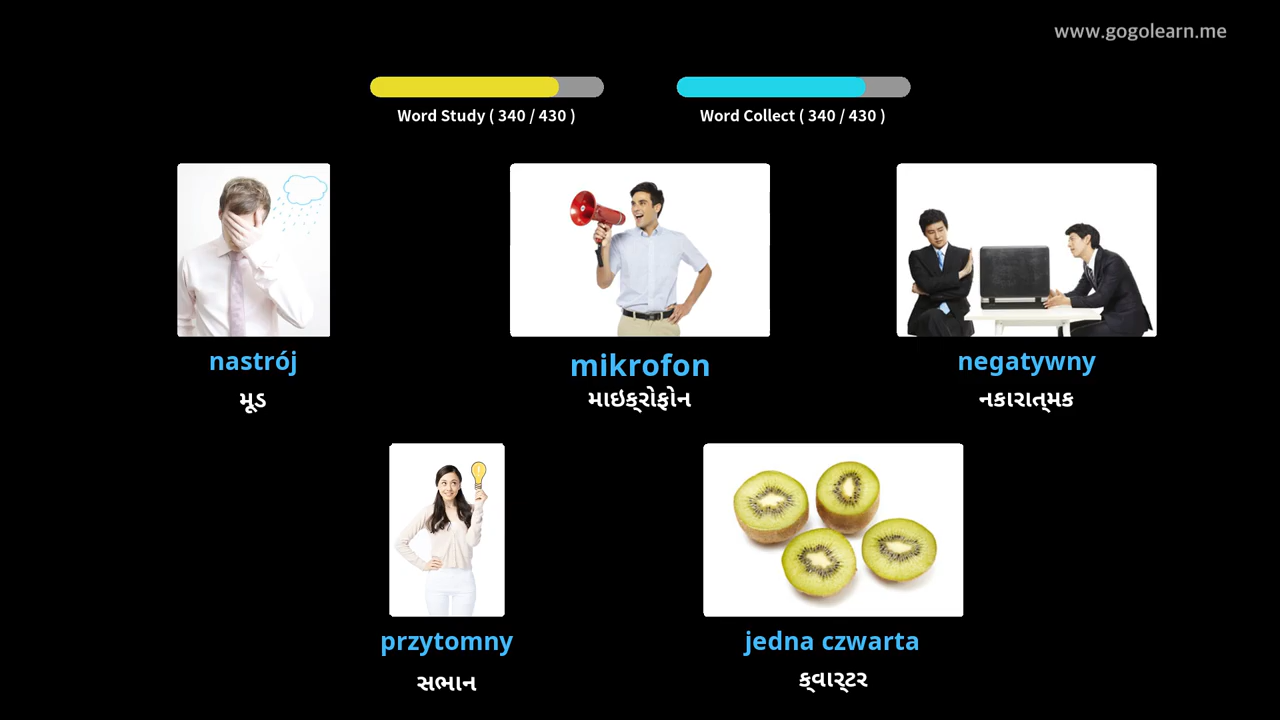 www.gogolearn.me
Word Study ( 340 / 430 )
Word Collect ( 340 / 430 )
nastrój
મૂડ
mikrofon
માઇક્રોફોન
negatywny
નકારાત્મક
przytomny
સભાન
jedna czwarta
ક્વાર્ટર